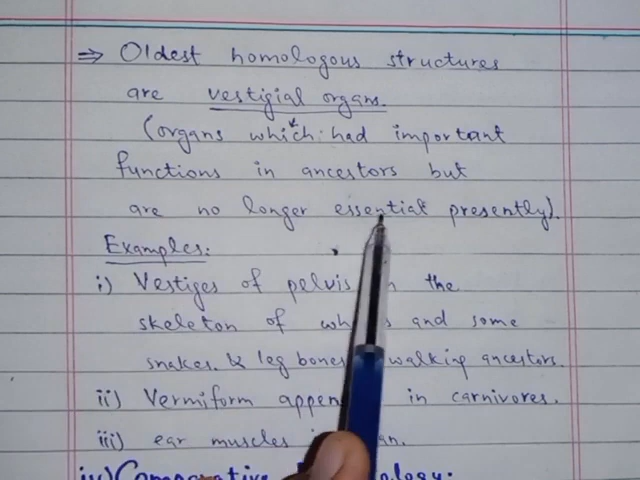 ⇒ Oldest homologous structures
are vestigial organs.
(organs which had important
functions in ancestors but
are no longer essential presently).
Examples:
i) Vestiges of pelvis the
skeleton of and some
snakes. & leg bones walking ancestors.
ii) Vermiform in carnivores.
iii) ear muscles
iv)